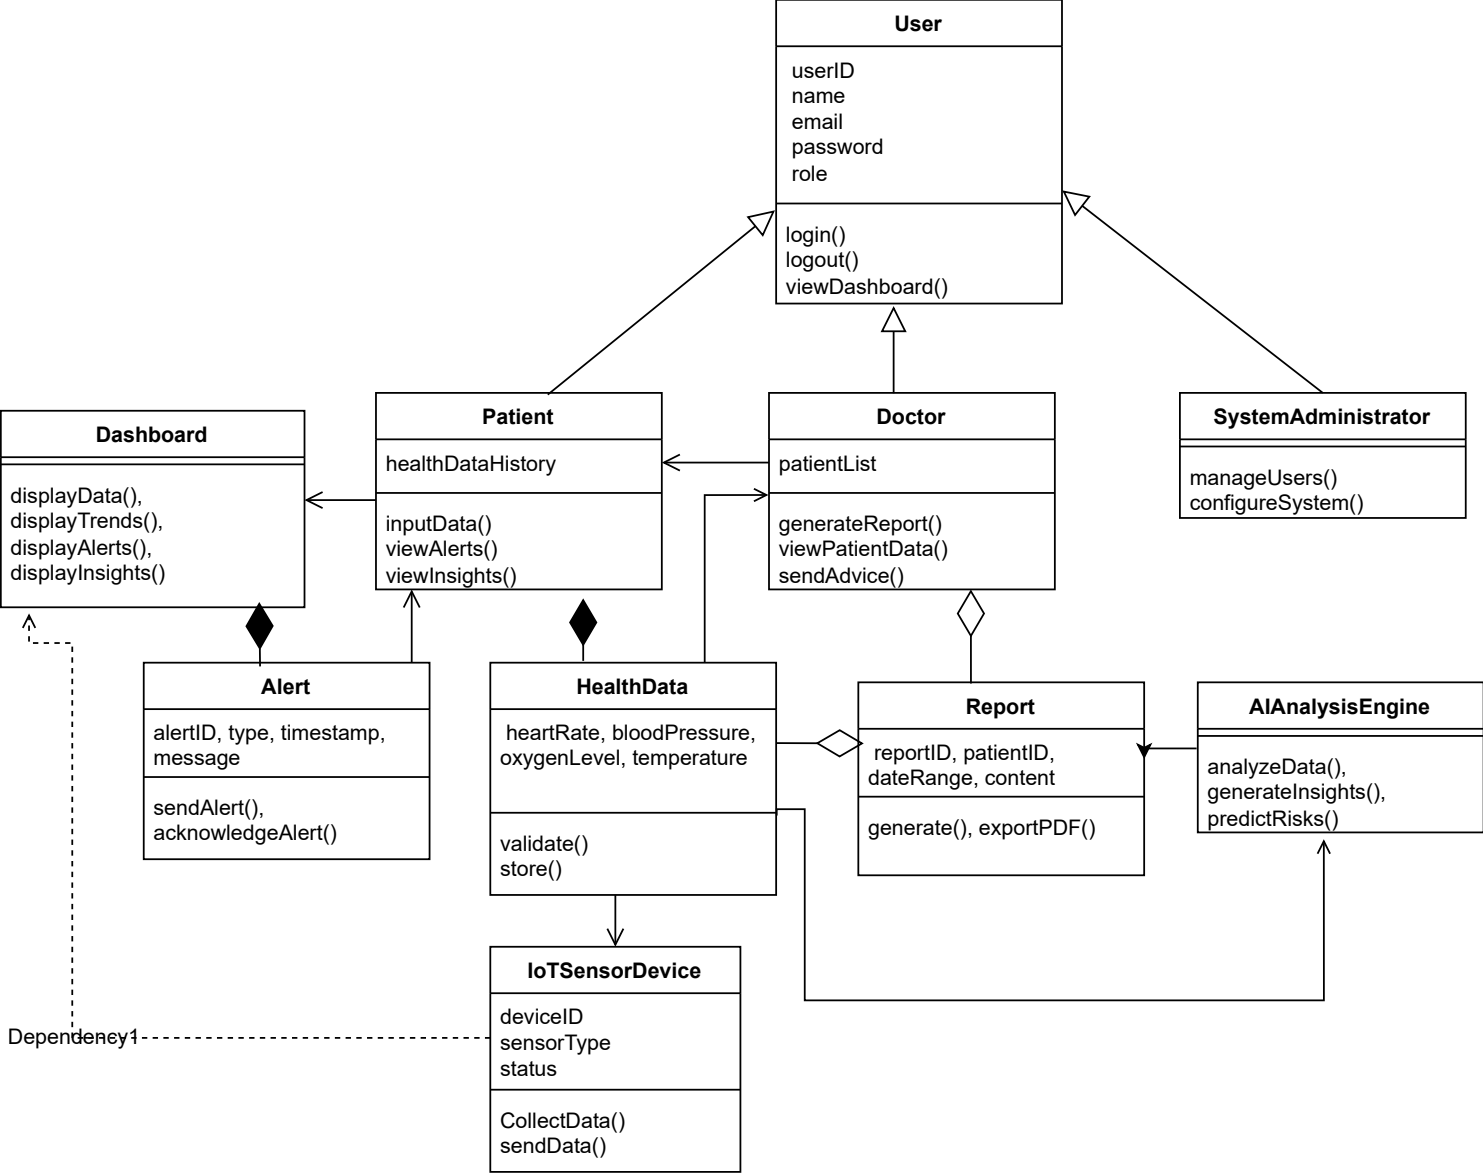 User
userID
name
email
password
role
login()
logout()
viewDashboard()
Dashboard
displayData(),
displayTrends(),
displayAlerts(),
displayInsights()
Patient
healthDataHistory
inputData()
viewAlerts()
viewInsights()
Doctor
patientList
generateReport()
viewPatientData()
sendAdvice()
SystemAdministrator
manageUsers()
configureSystem()
Alert
alertID, type, timestamp,
message
sendAlert(),
acknowledgeAlert()
HealthData
heartRate, bloodPressure,
oxygenLevel, temperature
validate()
store()
Report
reportID, patientID,
dateRange, content
generate(), exportPDF()
AIAnalysisEngine
analyzeData(),
generateInsights(),
predictRisks()
IoTSensorDevice
deviceID
sensorType
status
CollectData()
sendData()
Dependency1